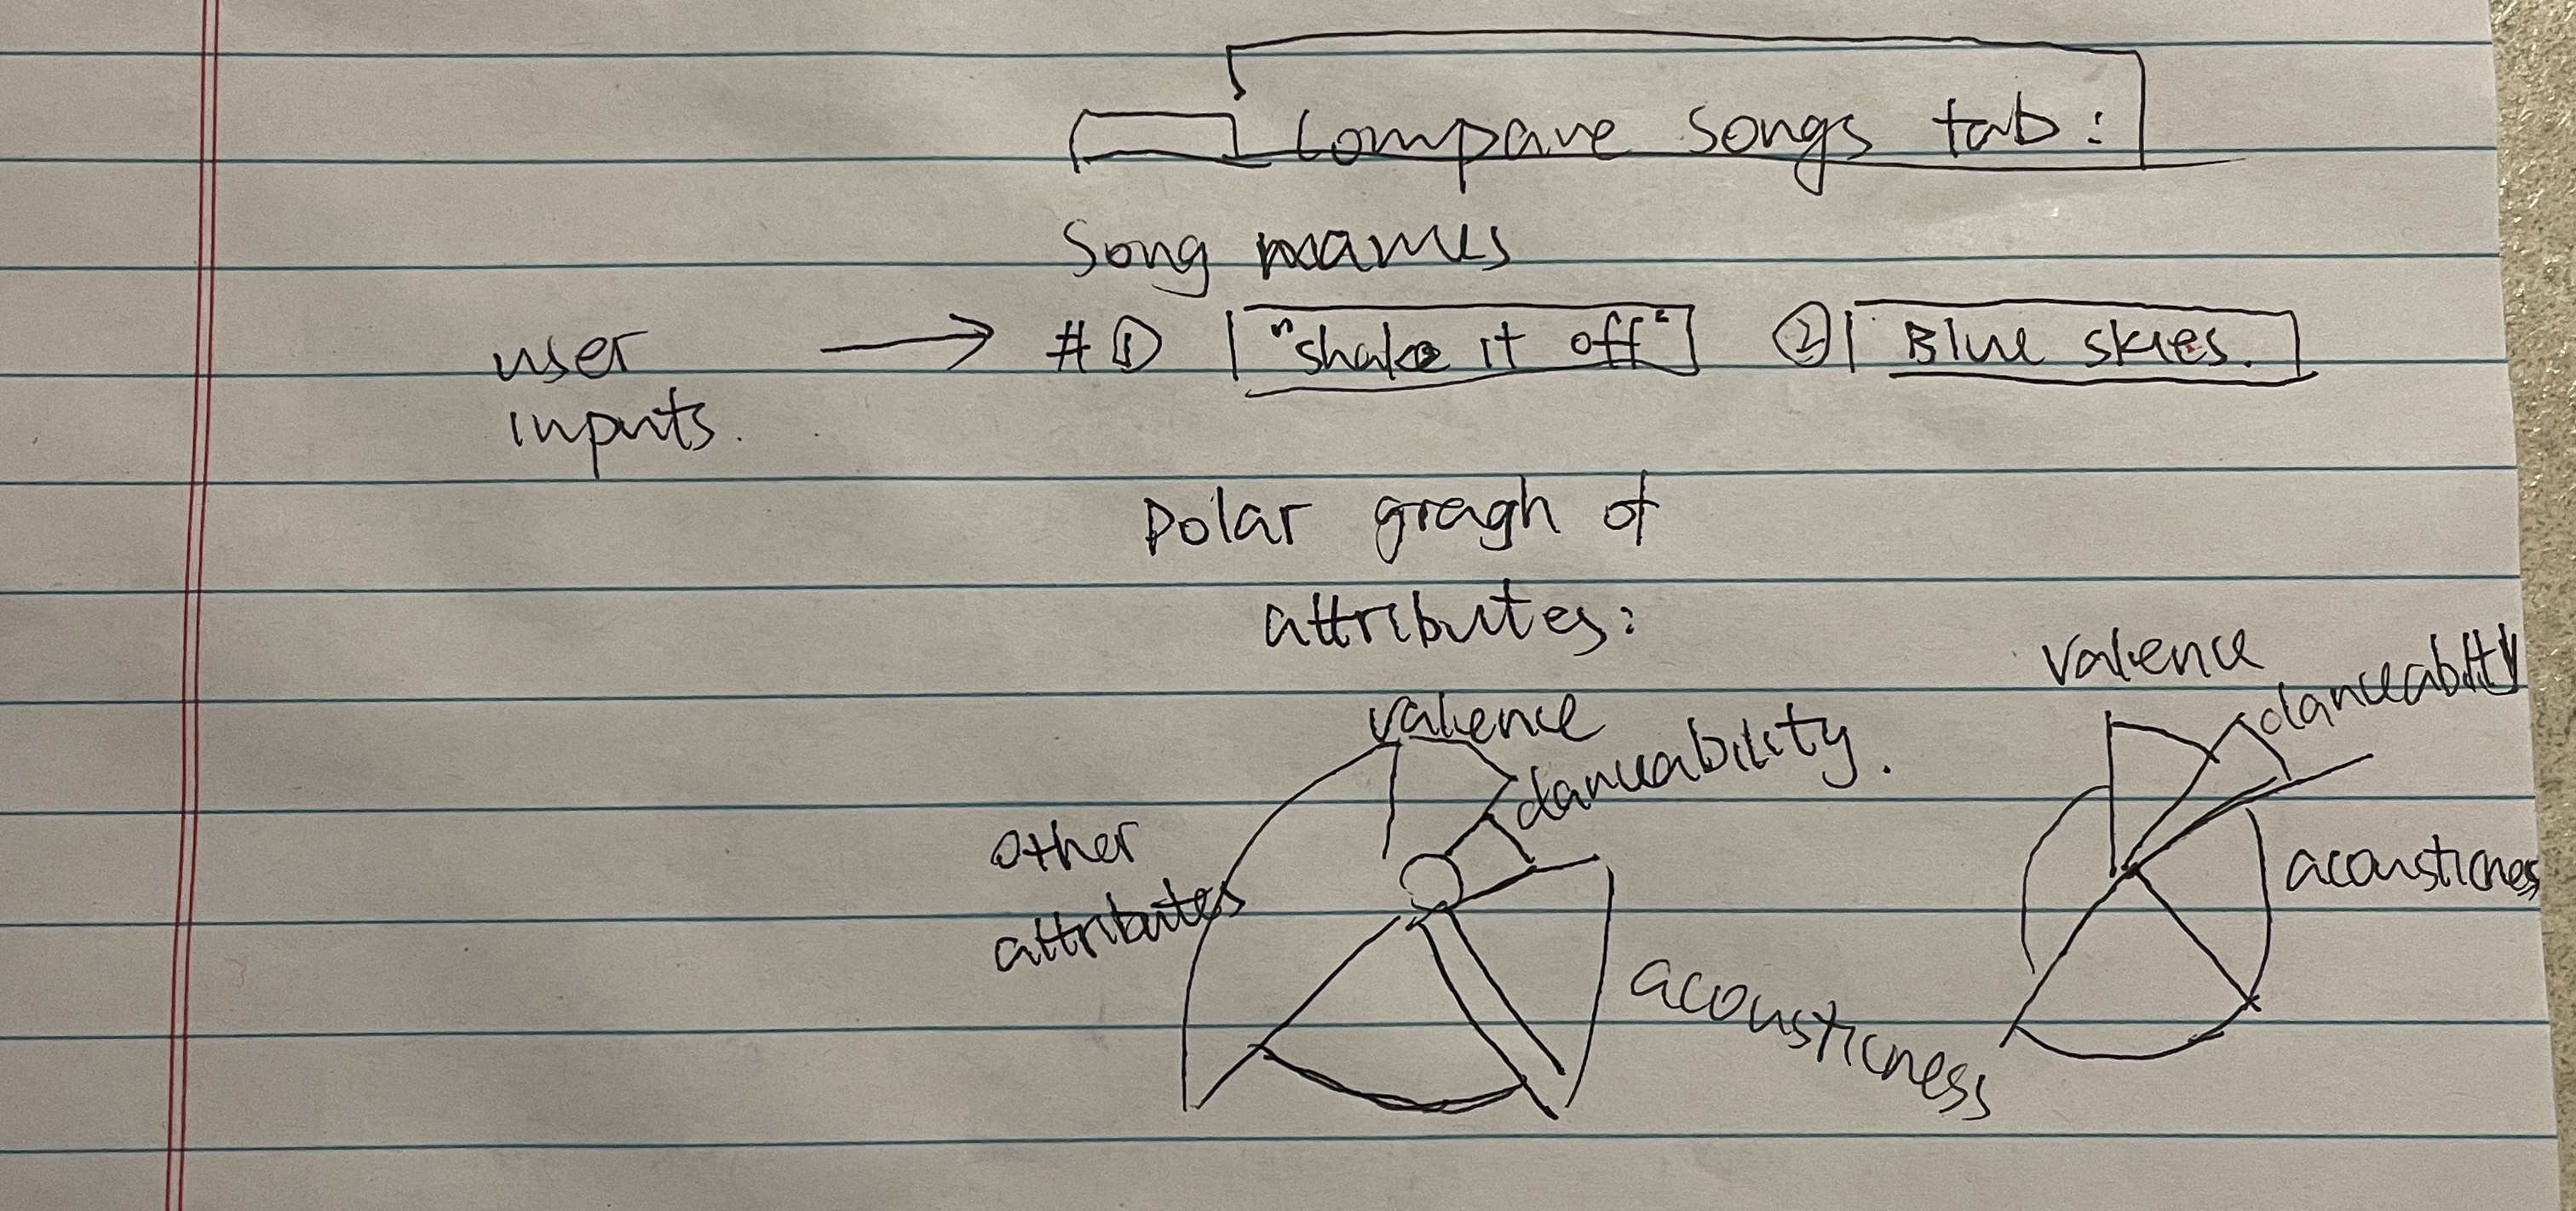 Compare songs tab:
Song names
user inputs. → # ① "shake it off" ② Blue skies.
Polar gragh of
attributes:
valence
danceability.
other
attributes
acousticness
valence
danceability
acousticness